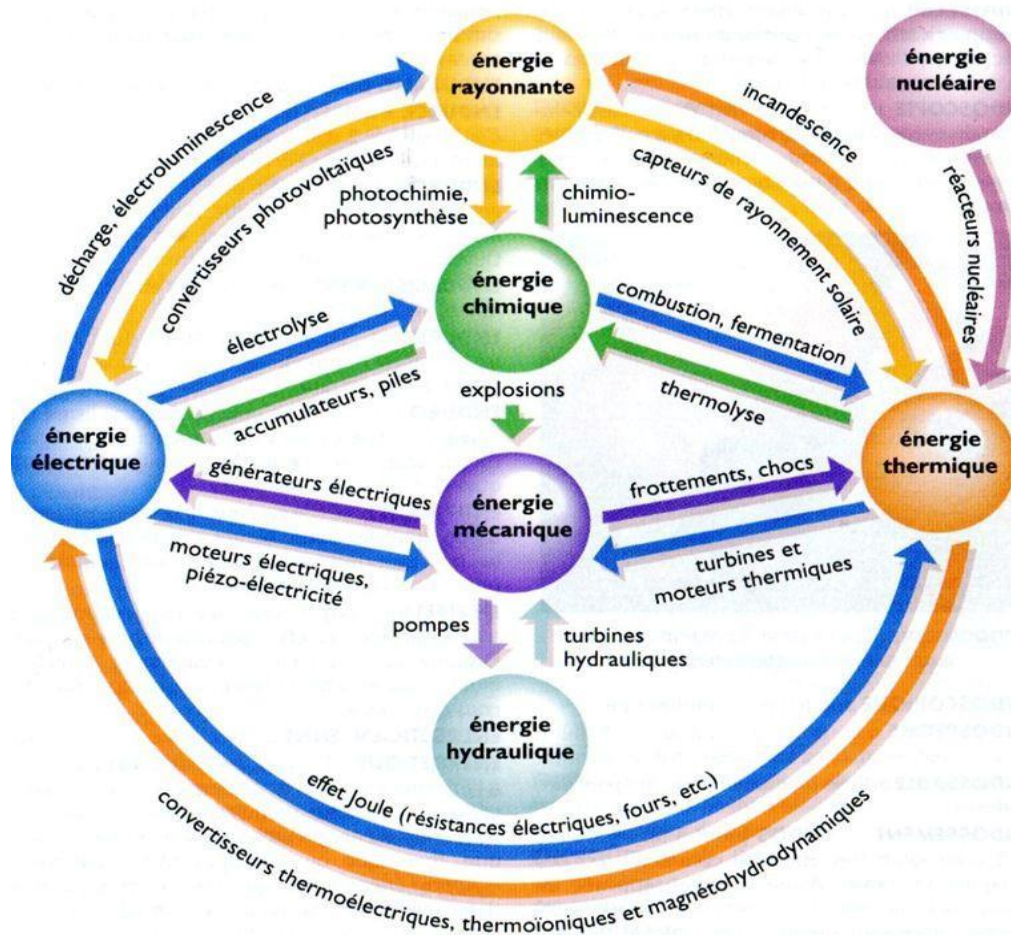 énergie
rayonnante
énergie
nucléaire
incandescence
décharge, électroluminescence
convertisseurs photovoltaïques
photochimie,
photosynthèse
chimio-
luminescence
capteurs de rayonnement solaire
réacteurs nucléaires
énergie
chimique
électrolyse
combustion, fermentation
accumulateurs, piles
explosions
thermolyse
énergie
électrique
énergie
thermique
générateurs électriques
énergie
mécanique
frottements, chocs
moteurs électriques,
piézo-électricité
turbines et
moteurs thermiques
pompes
turbines
hydrauliques
énergie
hydraulique
effet Joule (résistances électriques, fours, etc.)
convertisseurs thermoélectriques, thermoïoniques et magnétohydrodynamiques